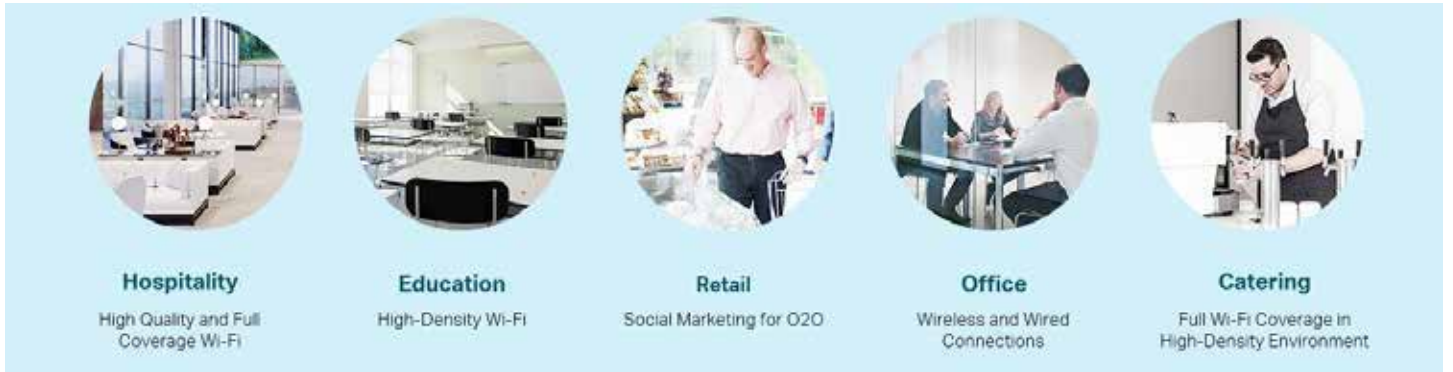 Hospitality
High Quality and Full
Coverage Wi-Fi
Education
High-Density Wi-Fi
Retail
Social Marketing for O2O
Office
Wireless and Wired
Connections
Catering
Full Wi-Fi Coverage in
High-Density Environment